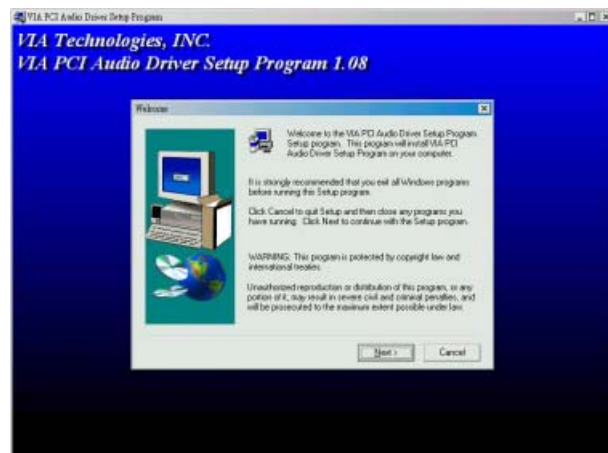 VIA PCI Audio Driver Setup Program
VIA Technologies, INC.
VIA PCI Audio Driver Setup Program 1.08
Welcome
Welcome to the VIA PCI Audio Driver Setup Program
Setup program. This program will install VIA PCI
Audio Driver Setup Program on your computer.
It is strongly recommended that you exit all Windows programs
before running this Setup program.
Click Cancel to quit Setup and then close any programs you
have running. Click Next to continue with the Setup program.
WARNING: This program is protected by copyright law and
international treaties.
Unauthorized reproduction or distribution of this program, or any
portion of it, may result in severe civil and criminal penalties, and
will be prosecuted to the maximum extent possible under law.
Next >
Cancel